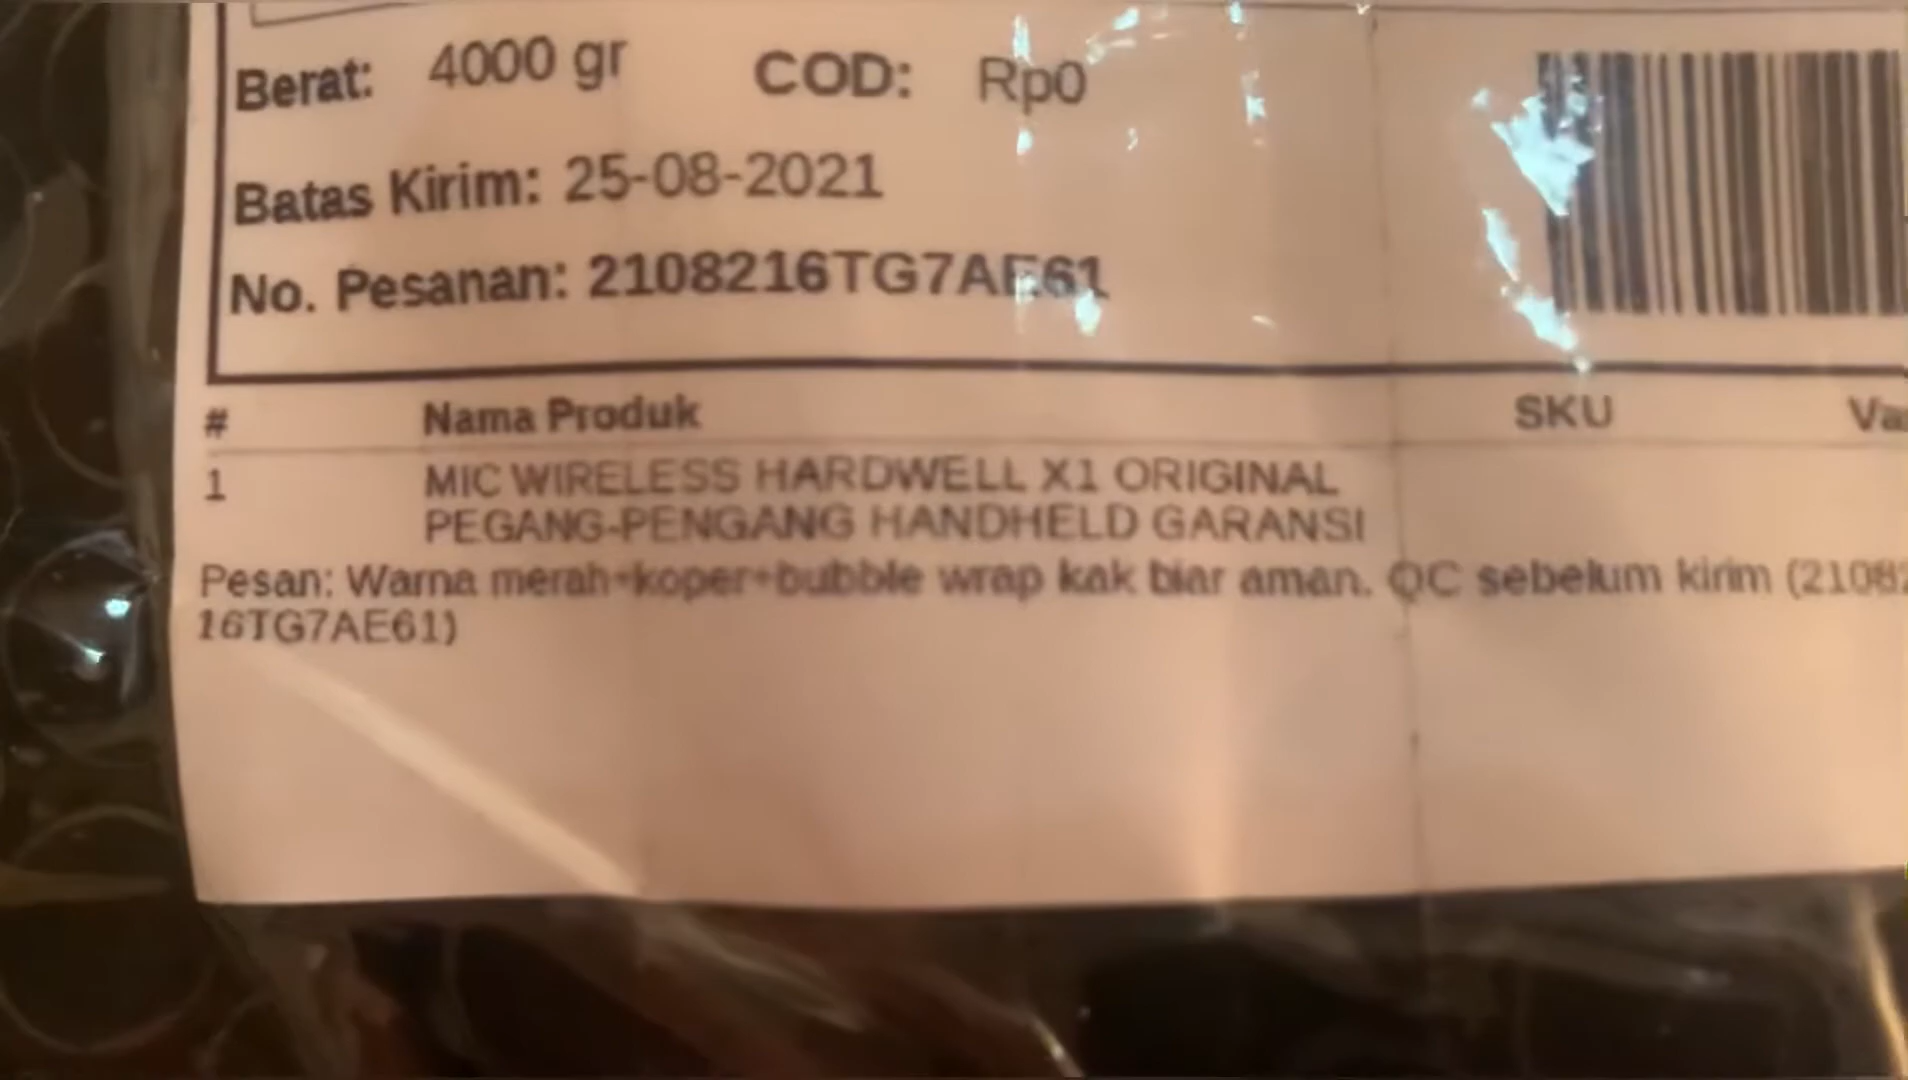 Berat: 4000 gr COD: Rp0
Batas Kirim: 25-08-2021
No. Pesanan: 2108216TG7AE61
# Nama Produk SKU Va
1 MIC WIRELESS HARDWELL X1 ORIGINAL
PEGANG-PENGANG HANDHELD GARANSI
Pesan: Warna merah+koper+bubble wrap kak biar aman. QC sebelum kirim (21082
16TG7AE61)